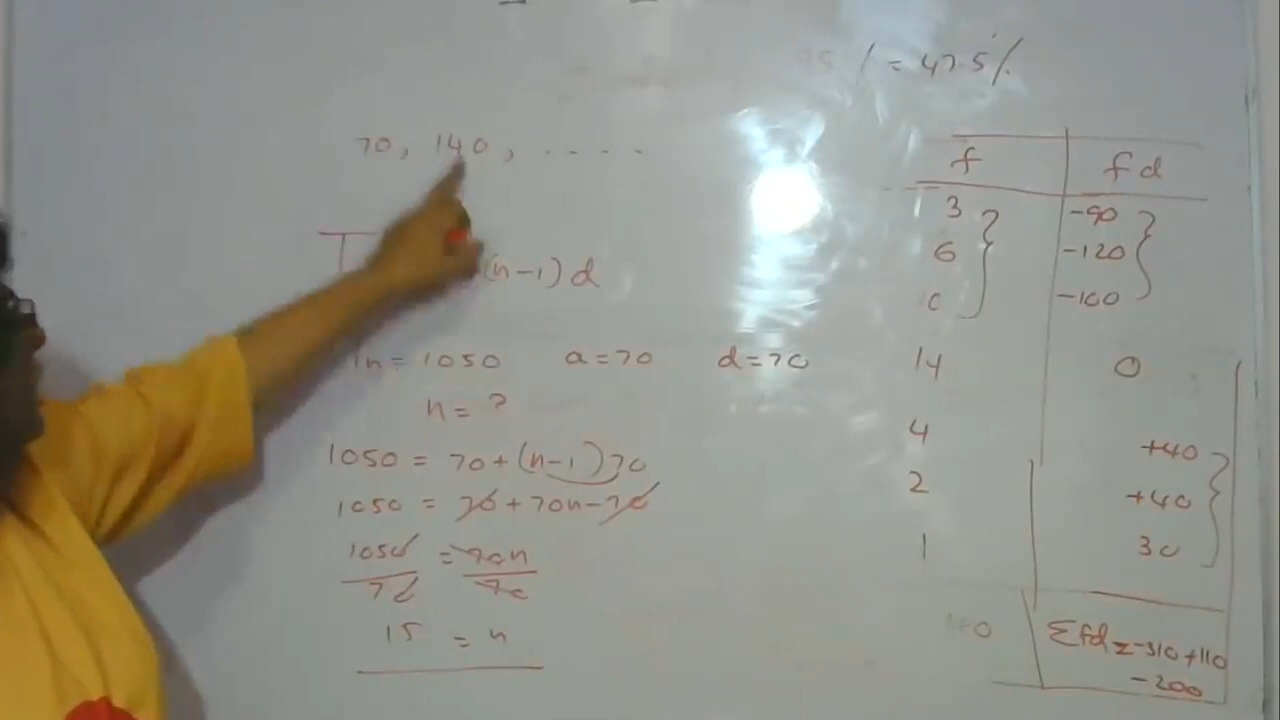 = 47.5%
70, 140, ....
(n-1)d
Tn = 1050 a=70 d=70
n = ?
1050 = 70+(n-1)70
1050 = 70+70n-70
1050/70 = 70n/70
15 = n
f fd
3 -90
6 -120
10 -100
14 0
4 +40
2 +40
1 30
40 Σfd = -310+110
-200